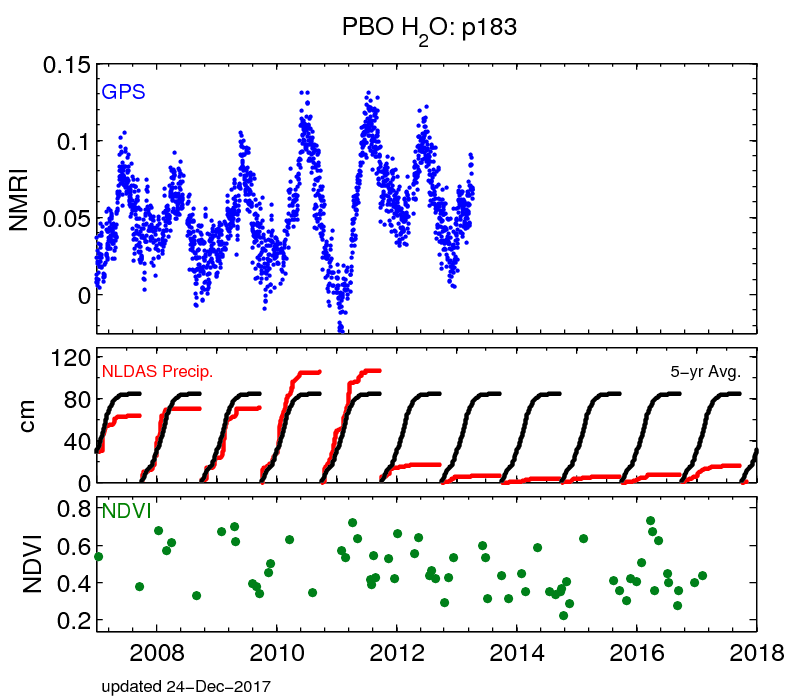 PBO H2O: p183
0.15
GPS
0.1
NMRI
0.05
0
120
NLDAS Precip.
5-yr Avg.
80
cm
40
0
0.8
NDVI
0.6
NDVI
0.4
0.2
2008 2010 2012 2014 2016 2018
updated 24-Dec-2017